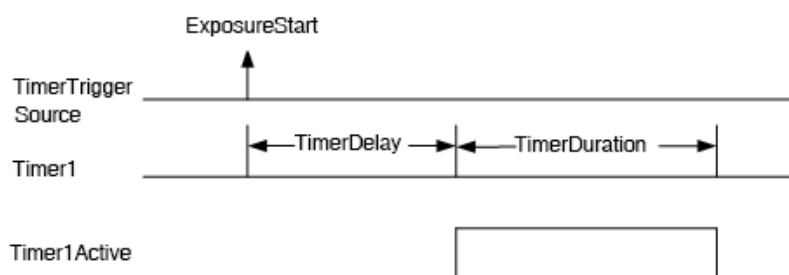 ExposureStart
TimerTrigger
Source
TimerDelay TimerDuration
Timer1
Timer1Active